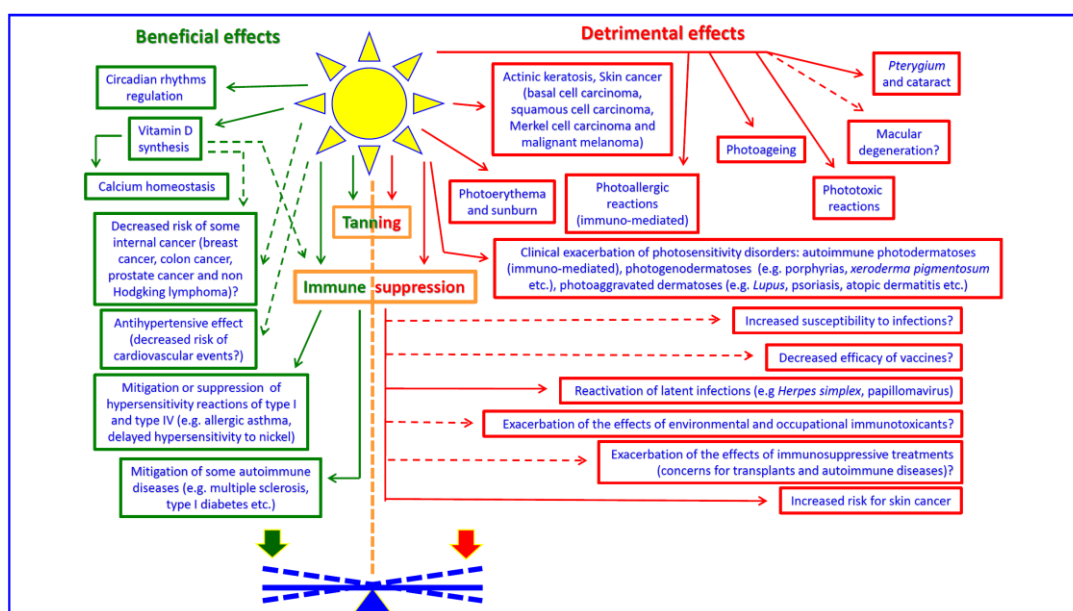 Beneficial effects
Circadian rhythms
regulation
Vitamin D
synthesis
Calcium homeostasis
Decreased risk of some
internal cancer (breast
cancer, colon cancer,
prostate cancer and non
Hodgking lymphoma)?
Antihypertensive effect
(decreased risk of
cardiovascular events?)
Mitigation or suppression of
hypersensitivity reactions of type I
and type IV (e.g. allergic asthma,
delayed hypersensitivity to nickel)
Mitigation of some autoimmune
diseases (e.g. multiple sclerosis,
type I diabetes etc.)
Tanning
Immune suppression
Detrimental effects
Actinic keratosis, Skin cancer
(basal cell carcinoma,
squamous cell carcinoma,
Merkel cell carcinoma and
malignant melanoma)
Photoerythema
and sunburn
Photoallergic
reactions
(immuno-mediated)
Photoageing
Phototoxic
reactions
Macular
degeneration?
Pterygium
and cataract
Clinical exacerbation of photosensitivity disorders: autoimmune photodermatoses
(immuno-mediated), photogenodermatoses (e.g. porphyrias, xeroderma pigmentosum
etc.), photoaggravated dermatoses (e.g. Lupus, psoriasis, atopic dermatitis etc.)
Increased susceptibility to infections?
Decreased efficacy of vaccines?
Reactivation of latent infections (e.g Herpes simplex, papillomavirus)
Exacerbation of the effects of environmental and occupational immunotoxicants?
Exacerbation of the effects of immunosuppressive treatments
(concerns for transplants and autoimmune diseases)?
Increased risk for skin cancer